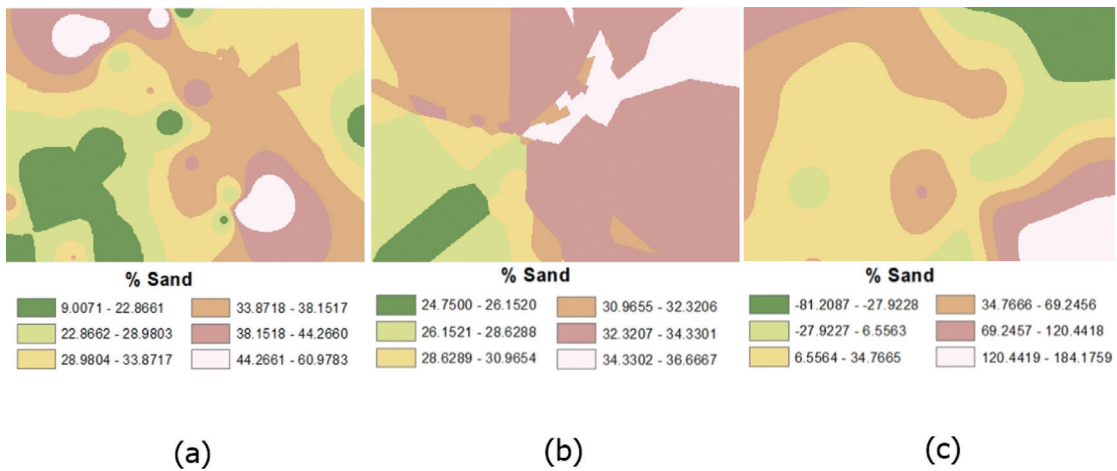 % Sand
9.0071 - 22.8661
33.8718 - 38.1517
22.8662 - 28.9803
38.1518 - 44.2660
28.9804 - 33.8717
44.2661 - 60.9783
(a)
% Sand
24.7500 - 26.1520
30.9655 - 32.3206
26.1521 - 28.6288
32.3207 - 34.3301
28.6289 - 30.9654
34.3302 - 36.6667
(b)
% Sand
-81.2087 - -27.9228
34.7666 - 69.2456
-27.9227 - 6.5563
69.2457 - 120.4418
6.5564 - 34.7665
120.4419 - 184.1759
(c)